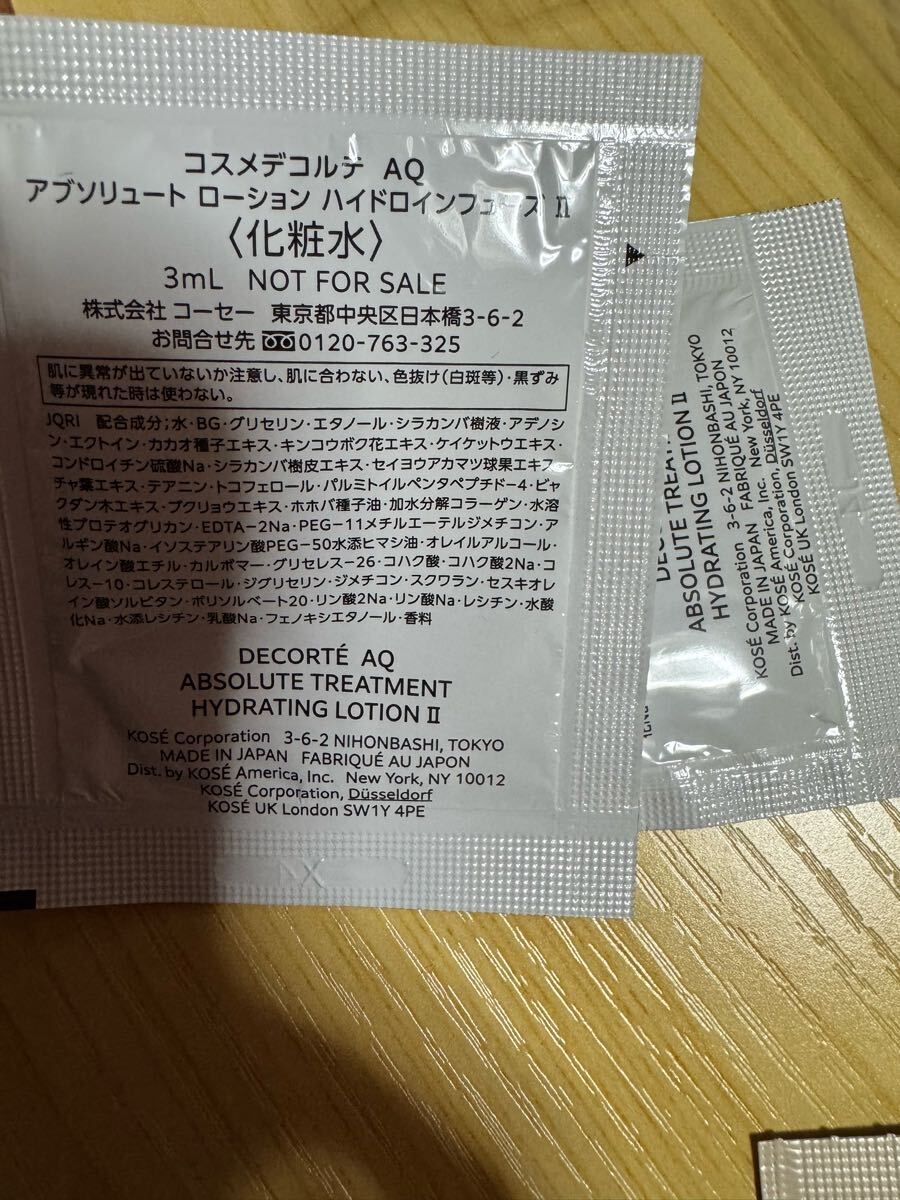 コスメデコルテ AQ
アブソリュート ローション ハイドロインフューズ Ⅱ
〈化粧水〉
3mL NOT FOR SALE
株式会社 コーセー 東京都中央区日本橋3-6-2
お問合せ先 0120-763-325
肌に異常が出ていないか注意し、肌に合わない、色抜け(白斑等)・黒ずみ
等が現れた時は使わない。
JQRI 配合成分;水・BG・グリセリン・エタノール・シラカンバ樹液・アデノシ
ン・エクトイン・カカオ種子エキス・キンコウボク花エキス・ケイケットウエキス・
コンドロイチン硫酸Na・シラカンバ樹皮エキス・セイヨウアカマツ球果エキス・
チャ葉エキス・テアニン・トコフェロール・パルミトイルペンタペプチド-4・ビャ
クダン木エキス・ブクリョウエキス・ホホバ種子油・加水分解コラーゲン・水溶
性プロテオグリカン・EDTA-2Na・PEG-11メチルエーテルジメチコン・ア
ルギン酸Na・イソステアリン酸PEG-50水添ヒマシ油・オレイルアルコール・
オレイン酸エチル・カルボマー・グリセレス-26・コハク酸・コハク酸2Na・コ
レス-10・コレステロール・ジグリセリン・ジメチコン・スクワラン・セスキオレ
イン酸ソルビタン・ポリソルベート20・リン酸2Na・リン酸Na・レシチン・水酸
化Na・水添レシチン・乳酸Na・フェノキシエタノール・香料
DECORTÉ AQ
ABSOLUTE TREATMENT
HYDRATING LOTION Ⅱ
KOSÉ Corporation 3-6-2 NIHONBASHI, TOKYO
MADE IN JAPAN FABRIQUÉ AU JAPON
Dist. by KOSÉ America, Inc. New York, NY 10012
KOSÉ Corporation, Düsseldorf
KOSÉ UK London SW1Y 4PE
ABSOLUTE TREAT
HYDRATING LOTION Ⅱ
KOSÉ Corporation 3-6-2 NIHONBASHI, TOKYO
MADE IN JAPAN FABRIQUÉ AU JAPON
Dist. by KOSÉ America, Inc. New York, NY 10012
KOSÉ Corporation, Düsseldorf
KOSÉ UK London SW1Y 4PE